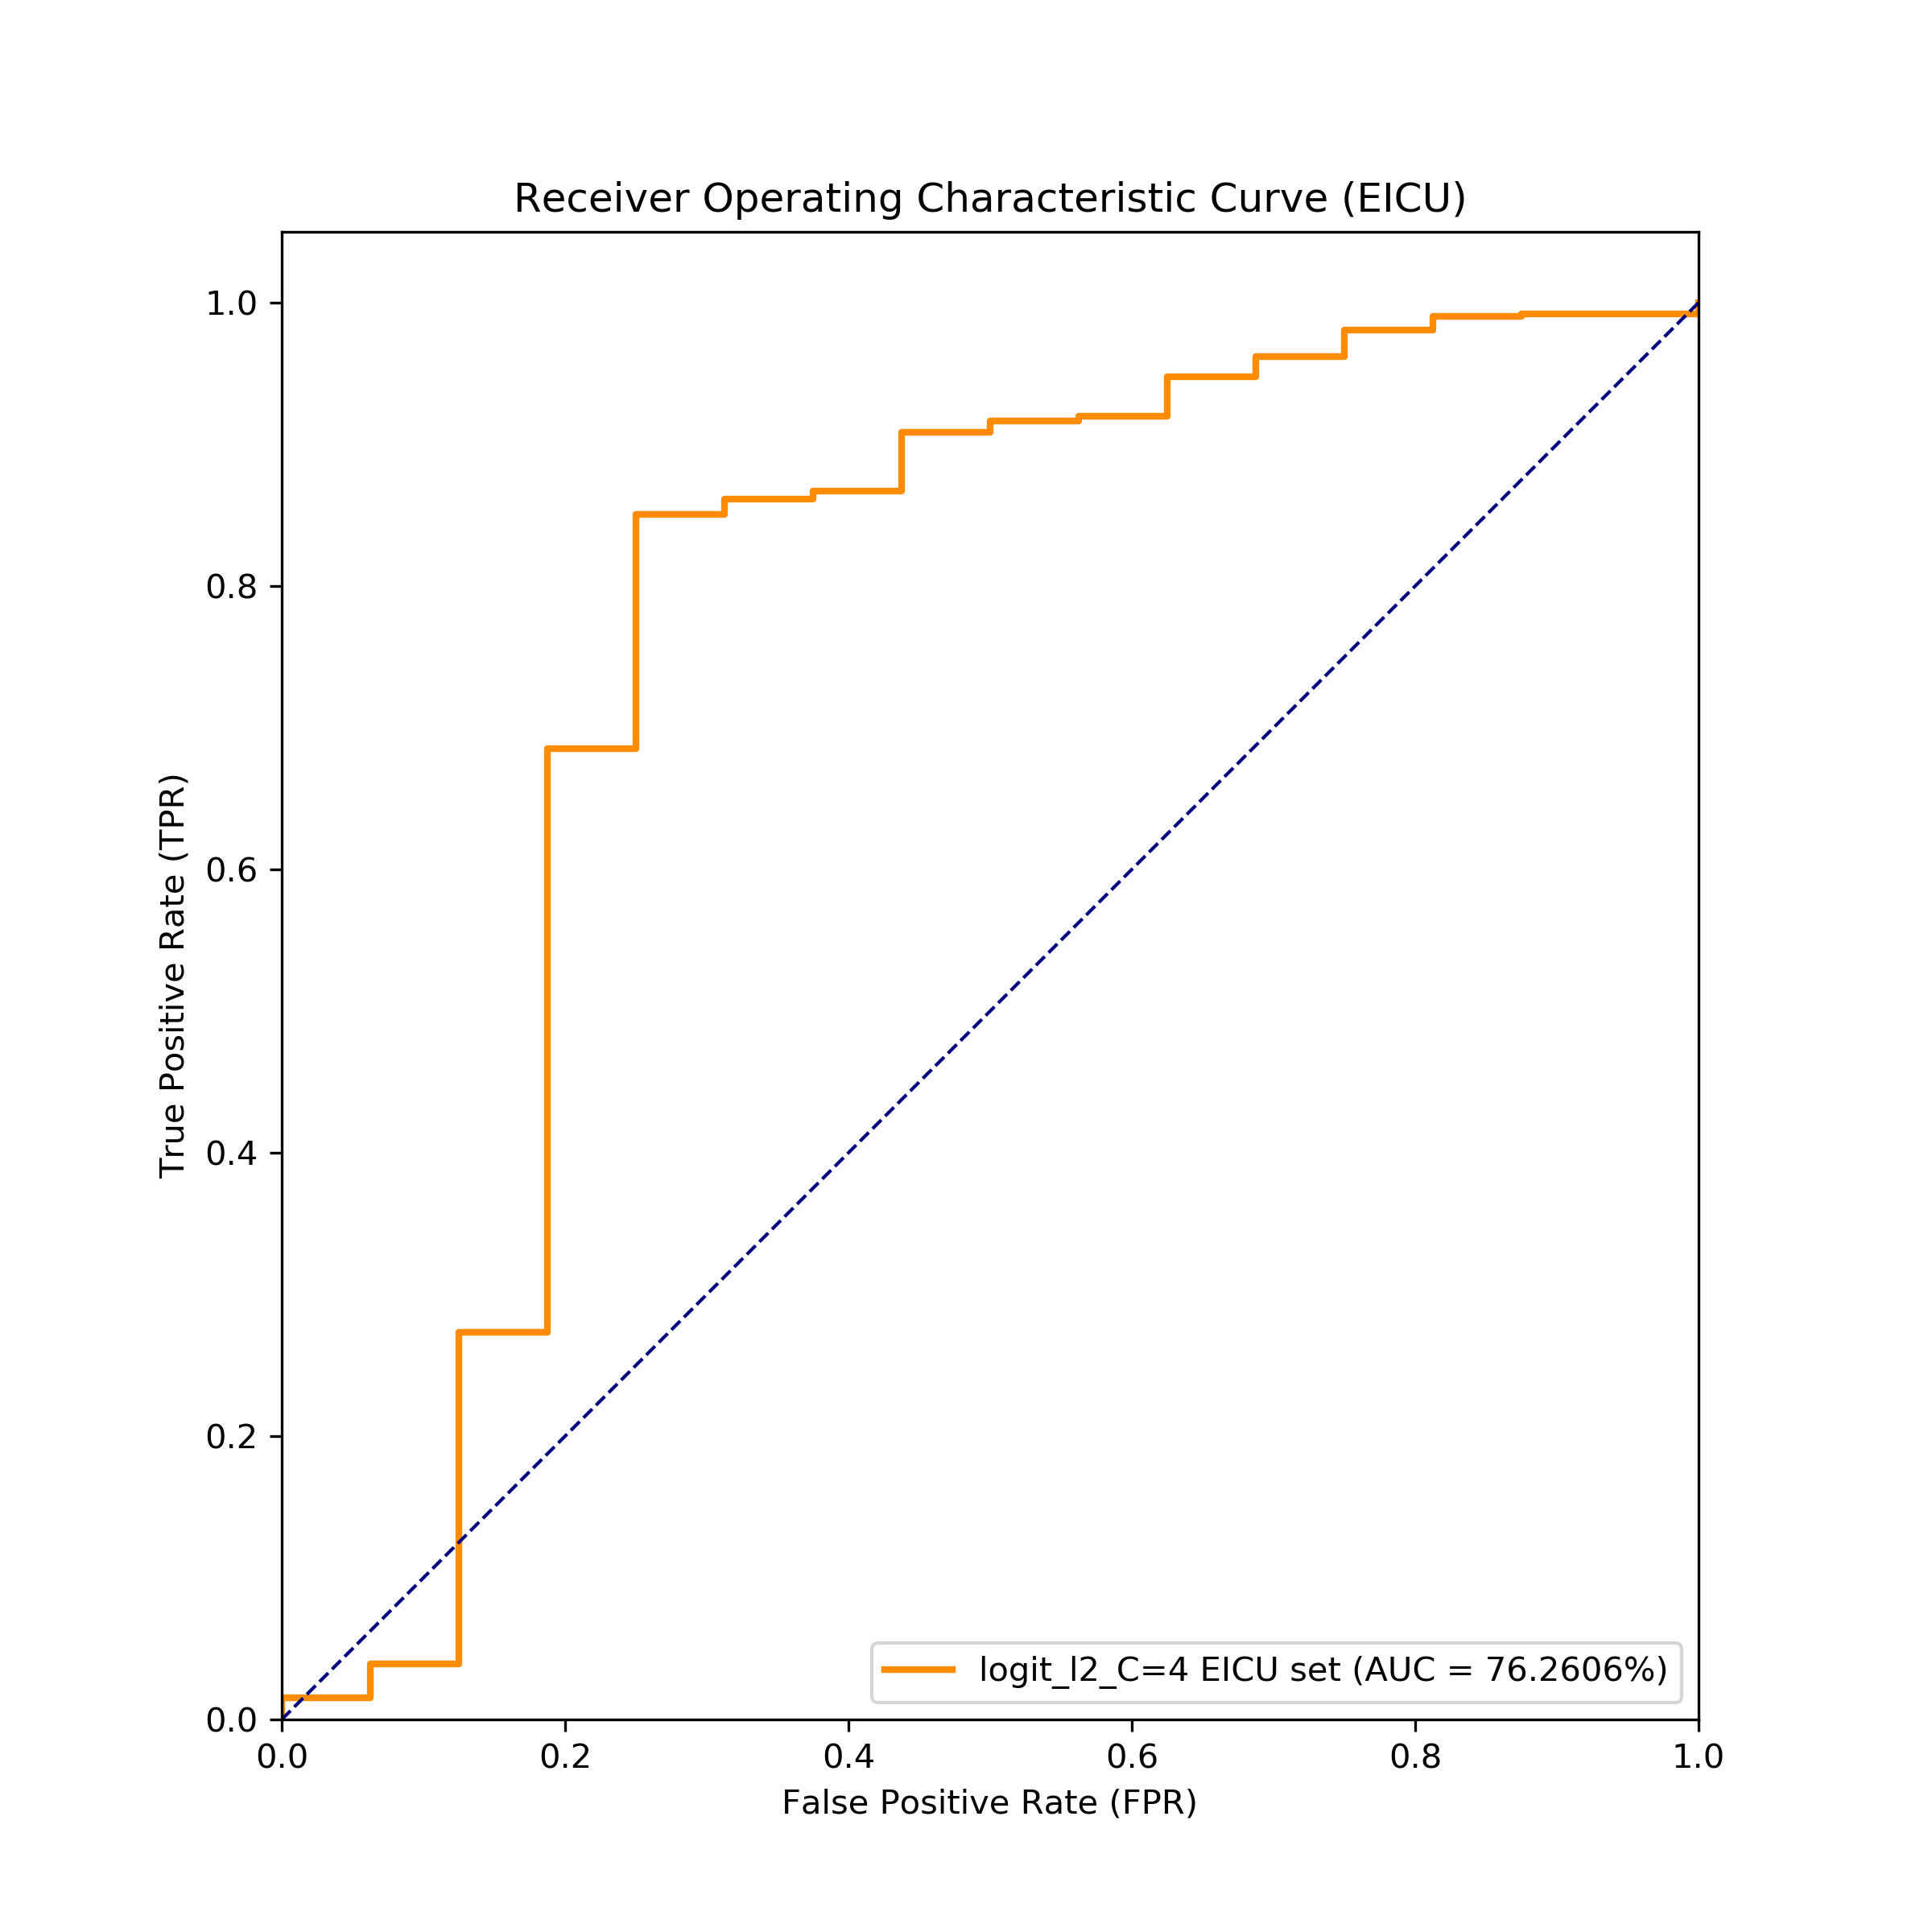 Receiver Operating Characteristic Curve (EICU)
1.0
0.8
0.6
0.4
0.2
0.0
True Positive Rate (TPR)
logit_l2_C=4 EICU set (AUC = 76.2606%)
0.0 0.2 0.4 0.6 0.8 1.0
False Positive Rate (FPR)